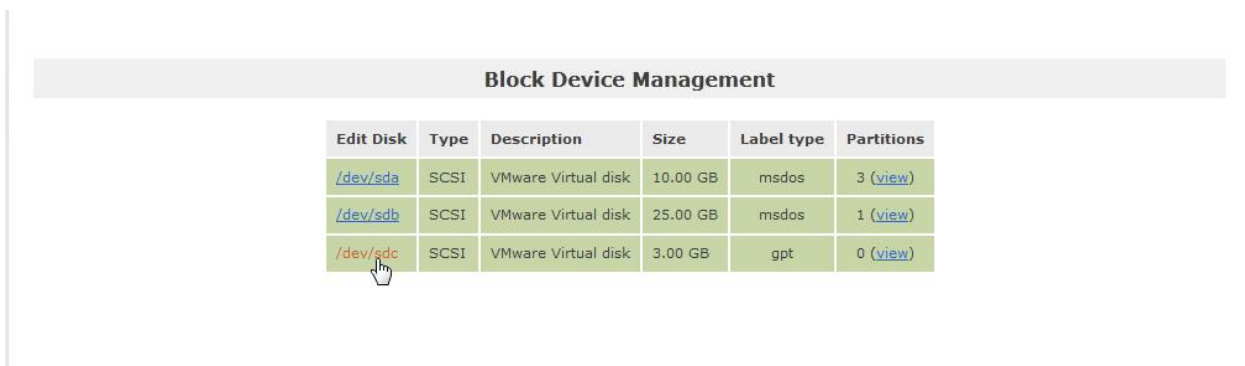 Block Device Management
Edit Disk Type Description Size Label type Partitions
/dev/sda SCSI VMware Virtual disk 10.00 GB msdos 3 (view)
/dev/sdb SCSI VMware Virtual disk 25.00 GB msdos 1 (view)
/dev/sdc SCSI VMware Virtual disk 3.00 GB gpt 0 (view)